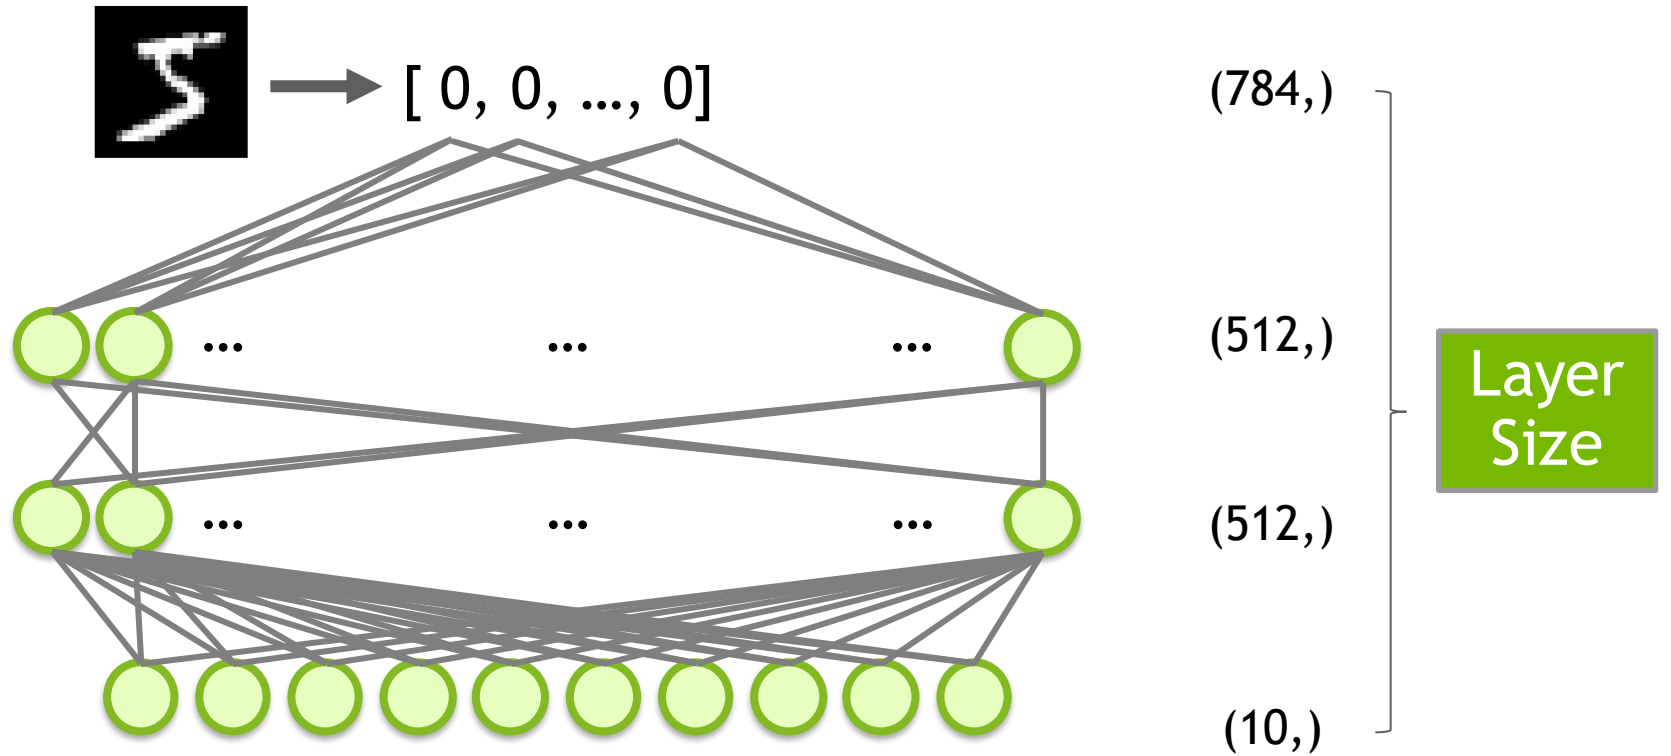 [ 0, 0, ..., 0]
(784,)
... ... ...
(512,)
Layer
Size
... ... ...
(512,)
(10,)